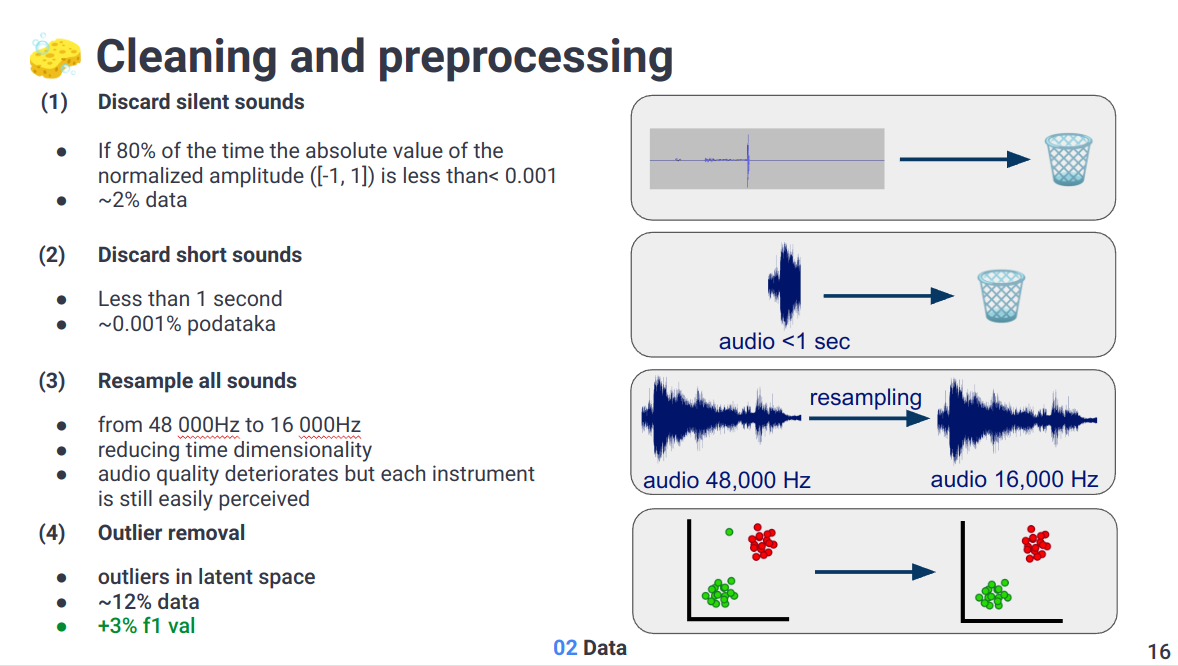 Cleaning and preprocessing
(1) Discard silent sounds
● If 80% of the time the absolute value of the
normalized amplitude ([-1, 1]) is less than< 0.001
● ~2% data
(2) Discard short sounds
● Less than 1 second
● ~0.001% podataka
(3) Resample all sounds
● from 48 000Hz to 16 000Hz
● reducing time dimensionality
● audio quality deteriorates but each instrument
is still easily perceived
(4) Outlier removal
● outliers in latent space
● ~12% data
● +3% f1 val
audio <1 sec
resampling
audio 48,000 Hz
audio 16,000 Hz
02 Data
16